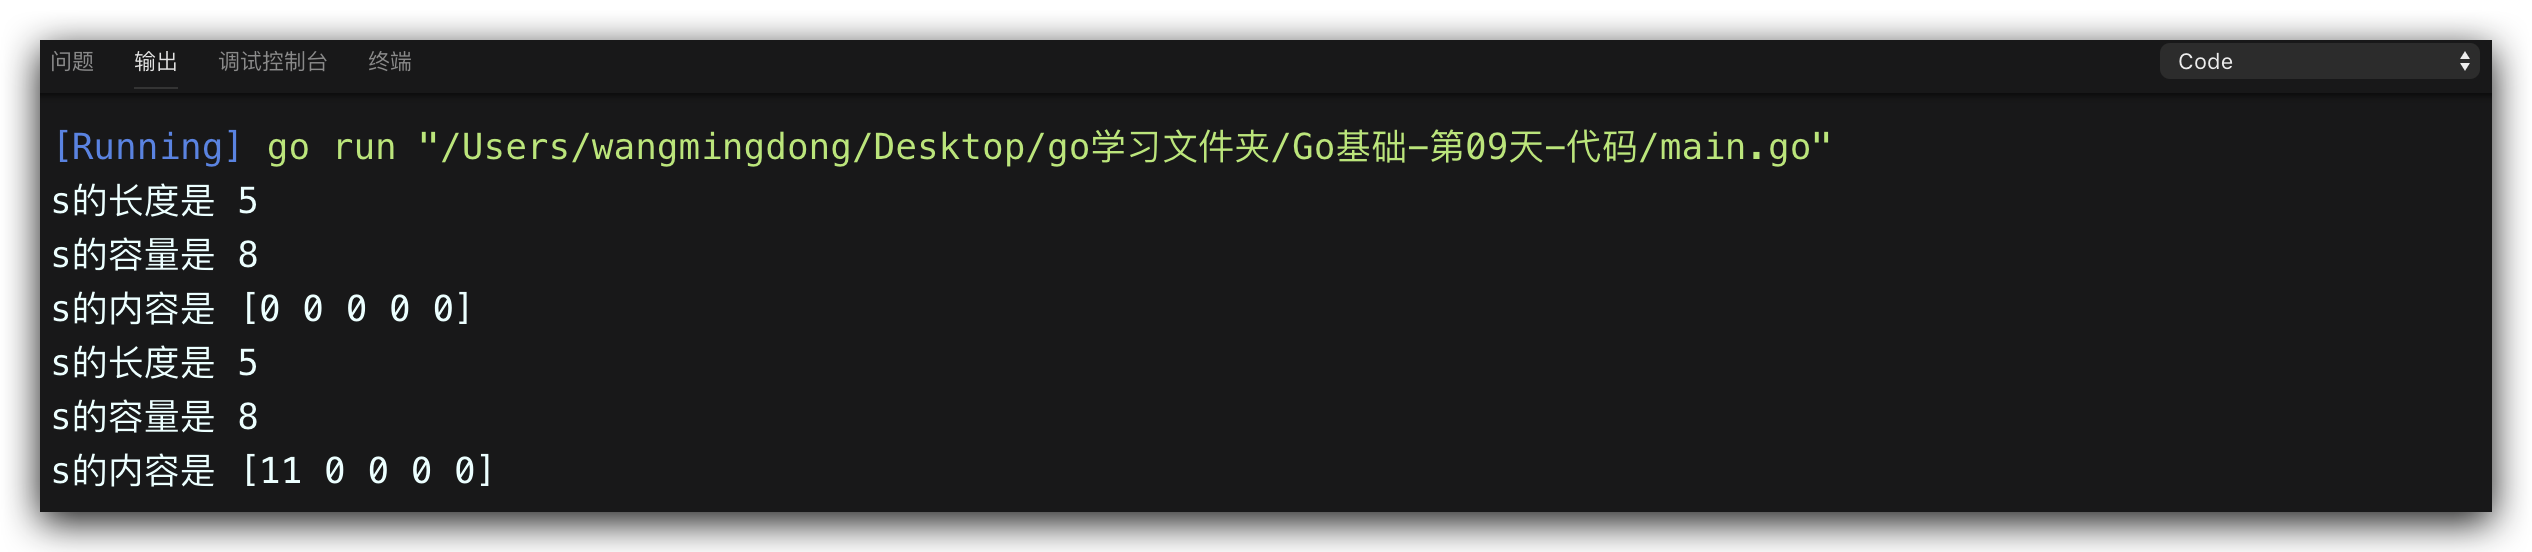 问题 输出 调试控制台 终端 Code
[Running] go run "/Users/wangmingdong/Desktop/go学习文件夹/Go基础-第09天-代码/main.go"
s的长度是 5
s的容量是 8
s的内容是 [0 0 0 0 0]
s的长度是 5
s的容量是 8
s的内容是 [11 0 0 0 0]